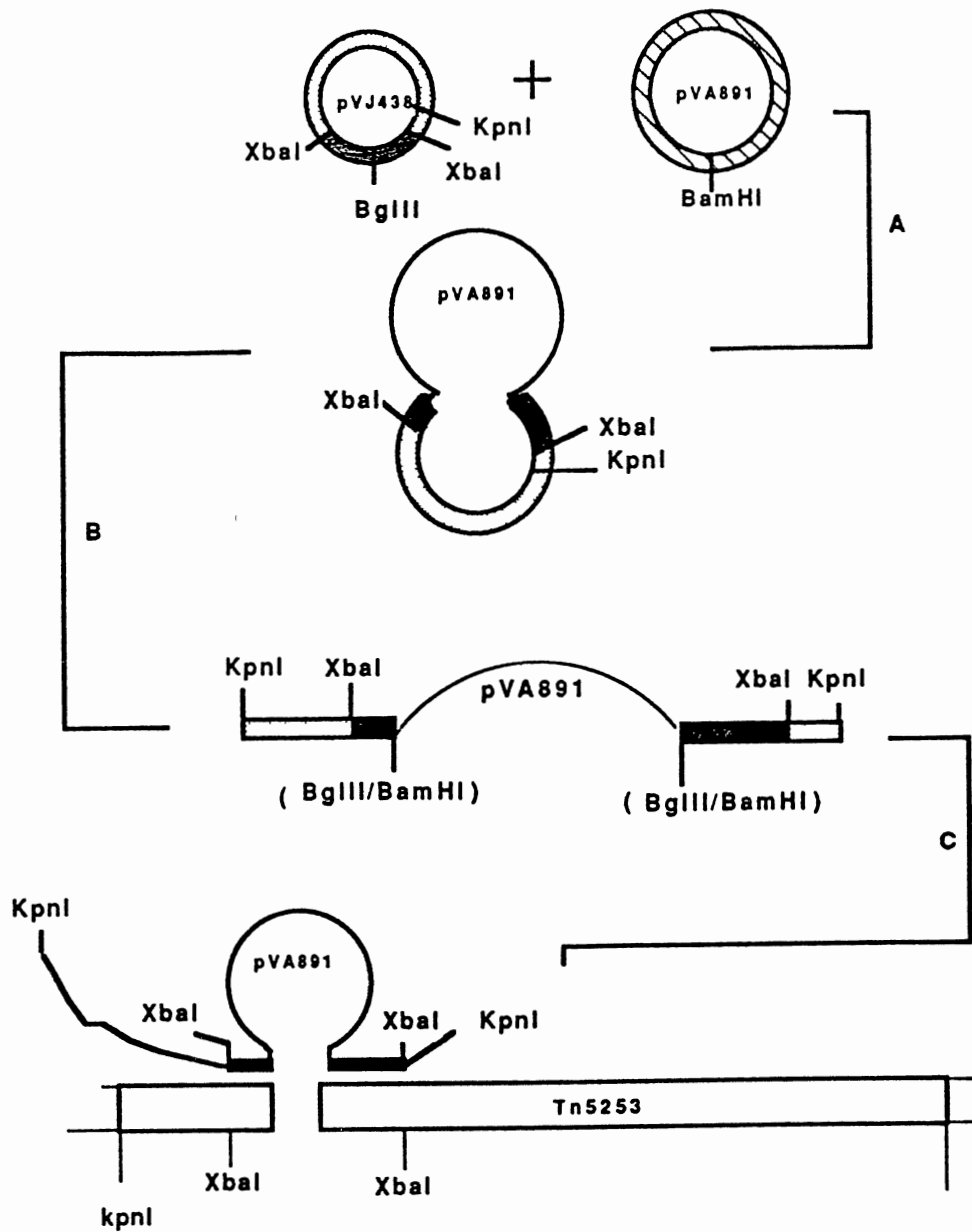 pVJ438
+
pVA891
KpnI
XbaI
XbaI
BglII
BamHI
A
pVA891
XbaI
XbaI
KpnI
B
KpnI XbaI
pVA891
XbaI KpnI
( BglII/BamHI)
( BglII/BamHI)
C
KpnI
pVA891
XbaI
XbaI
KpnI
Tn5253
XbaI
XbaI
kpnI